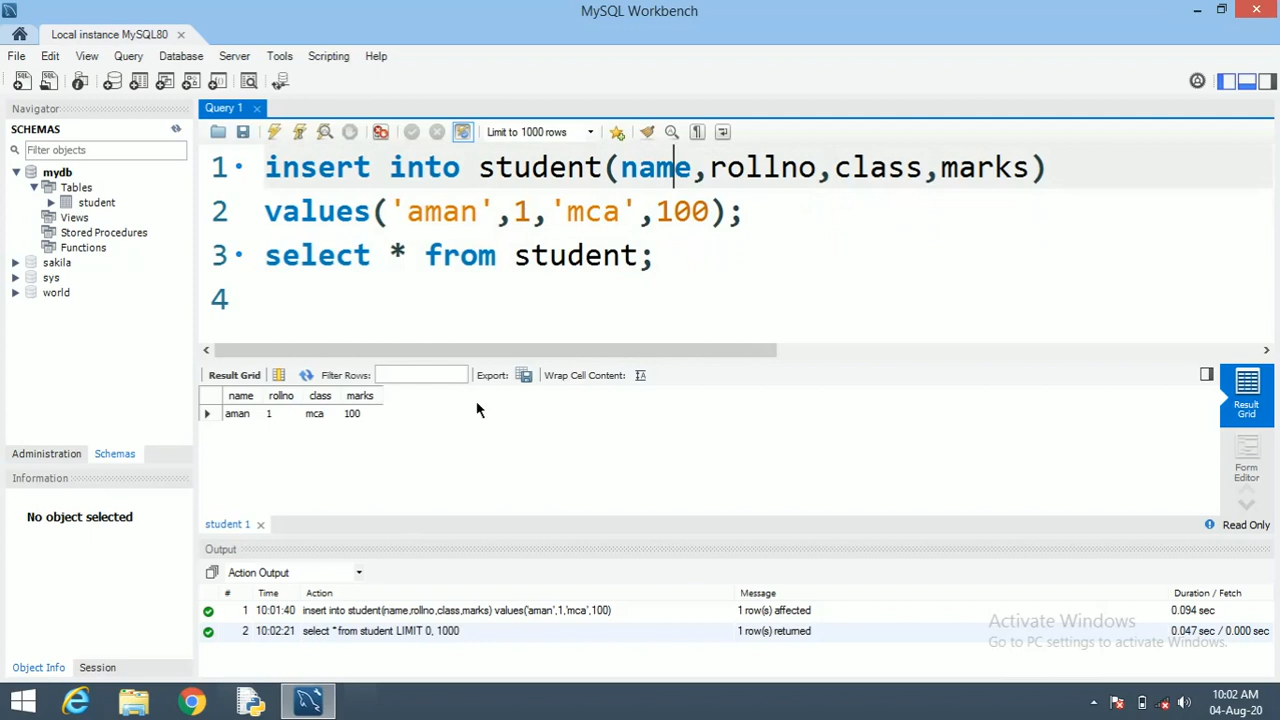 MySQL Workbench
Local instance MySQL80
File Edit View Query Database Server Tools Scripting Help
Navigator
SCHEMAS
Filter objects
mydb
Tables
student
Views
Stored Procedures
Functions
sakila
sys
world
Administration Schemas
Information
No object selected
Object Info Session
Query 1
Limit to 1000 rows
1 insert into student(name,rollno,class,marks)
2 values('aman',1,'mca',100);
3 select * from student;
4
Result Grid Filter Rows: Export: Wrap Cell Content:
name rollno class marks
aman 1 mca 100
Result Grid
Form Editor
student 1
Read Only
Output
Action Output
# Time Action Message Duration / Fetch
1 10:01:40 insert into student(name,rollno,class,marks) values('aman',1,'mca',100) 1 row(s) affected 0.094 sec
2 10:02:21 select * from student LIMIT 0, 1000 1 row(s) returned 0.047 sec / 0.000 sec
Activate Windows
Go to PC settings to activate Windows.
10:02 AM
04-Aug-20